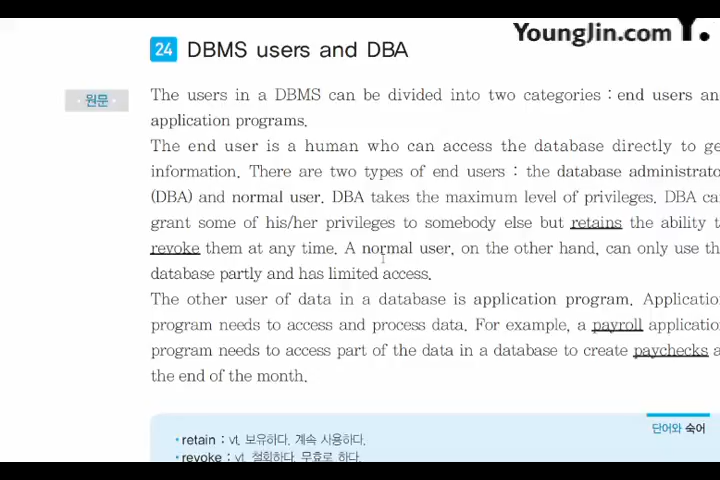 YoungJin.com Y.
24 DBMS users and DBA
원문
The users in a DBMS can be divided into two categories : end users an
application programs.
The end user is a human who can access the database directly to ge
information. There are two types of end users : the database administrato
(DBA) and normal user. DBA takes the maximum level of privileges. DBA ca
grant some of his/her privileges to somebody else but retains the ability t
revoke them at any time. A normal user, on the other hand, can only use th
database partly and has limited access.
The other user of data in a database is application program. Applicatio
program needs to access and process data. For example, a payroll applicatio
program needs to access part of the data in a database to create paychecks a
the end of the month.
단어와 숙어
• retain : vt. 보유하다. 계속 사용하다.
• revoke : vt. 철회하다. 무효로 하다.